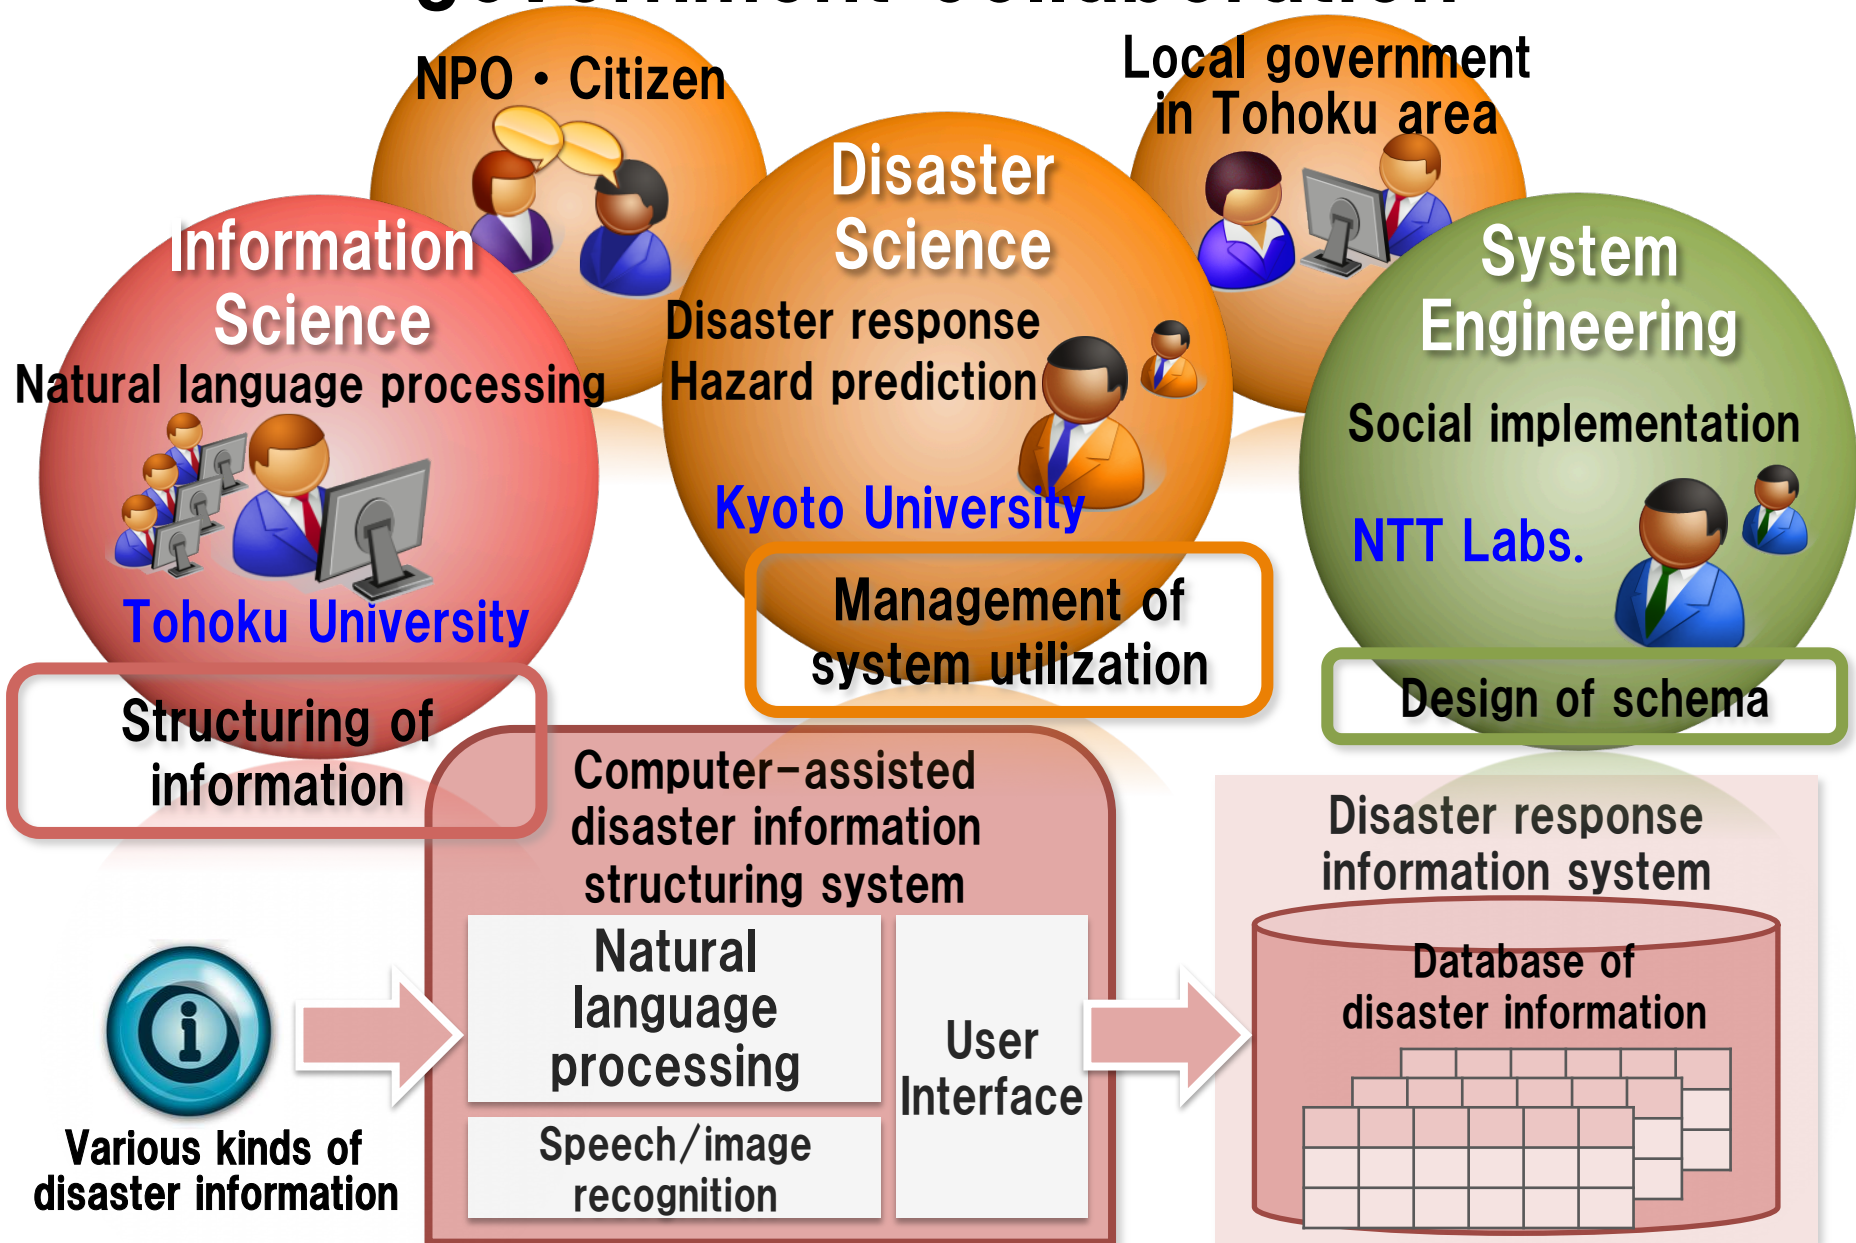 government collaboration
NPO・Citizen
Local government
in Tohoku area
Disaster
Science
Disaster response
Hazard prediction
Kyoto University
Management of
system utilization
Information
Science
Natural language processing
Tohoku University
Structuring of
information
System
Engineering
Social implementation
NTT Labs.
Design of schema
Computer-assisted
disaster information
structuring system
Natural
language
processing
Speech/image
recognition
User
Interface
Disaster response
information system
Database of
disaster information
Various kinds of
disaster information